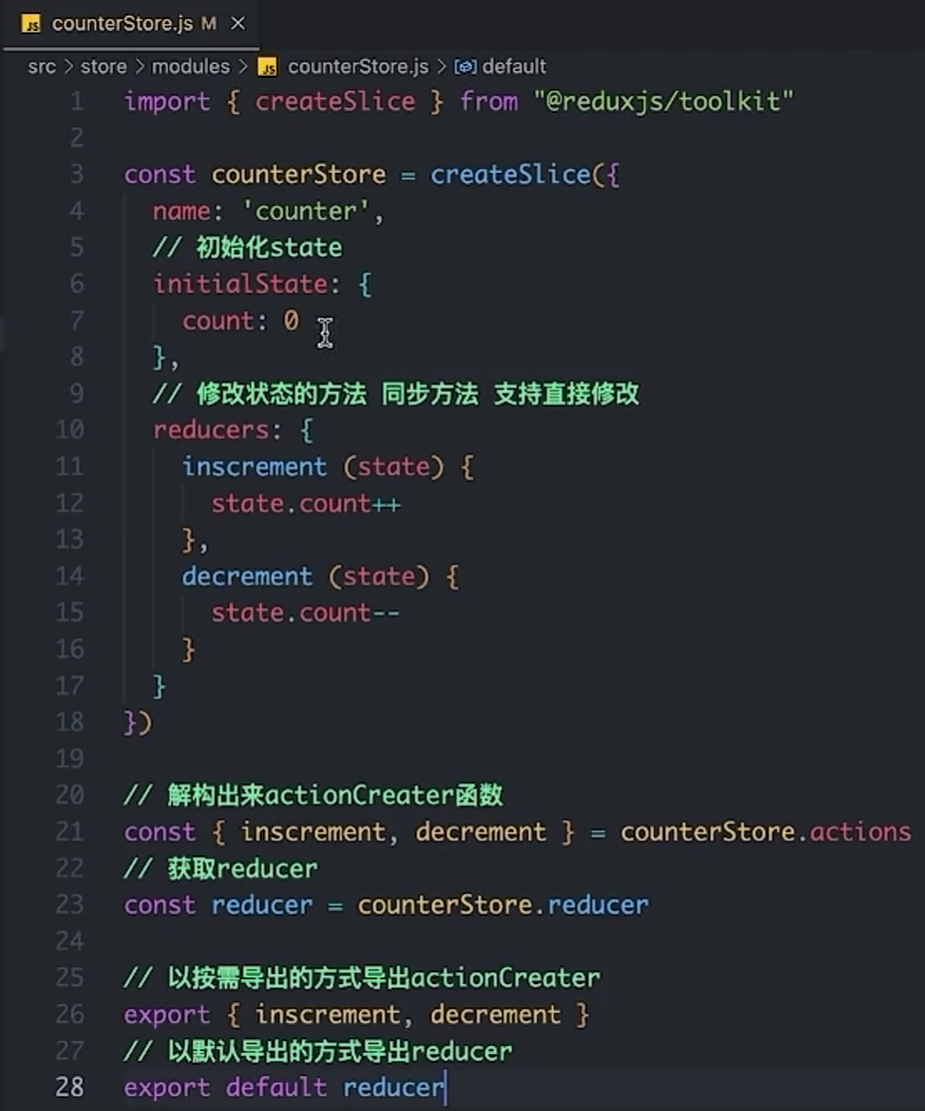 JS counterStore.js M ×
src > store > modules > JS counterStore.js > default
1 import { createSlice } from "@reduxjs/toolkit"
2
3 const counterStore = createSlice({
4   name: 'counter',
5   // 初始化state
6   initialState: {
7     count: 0
8   },
9   // 修改状态的方法 同步方法 支持直接修改
10   reducers: {
11     inscrement (state) {
12       state.count++
13     },
14     decrement (state) {
15       state.count--
16     }
17   }
18 })
19
20 // 解构出来actionCreater函数
21 const { inscrement, decrement } = counterStore.actions
22 // 获取reducer
23 const reducer = counterStore.reducer
24
25 // 以按需导出的方式导出actionCreater
26 export { inscrement, decrement }
27 // 以默认导出的方式导出reducer
28 export default reducer